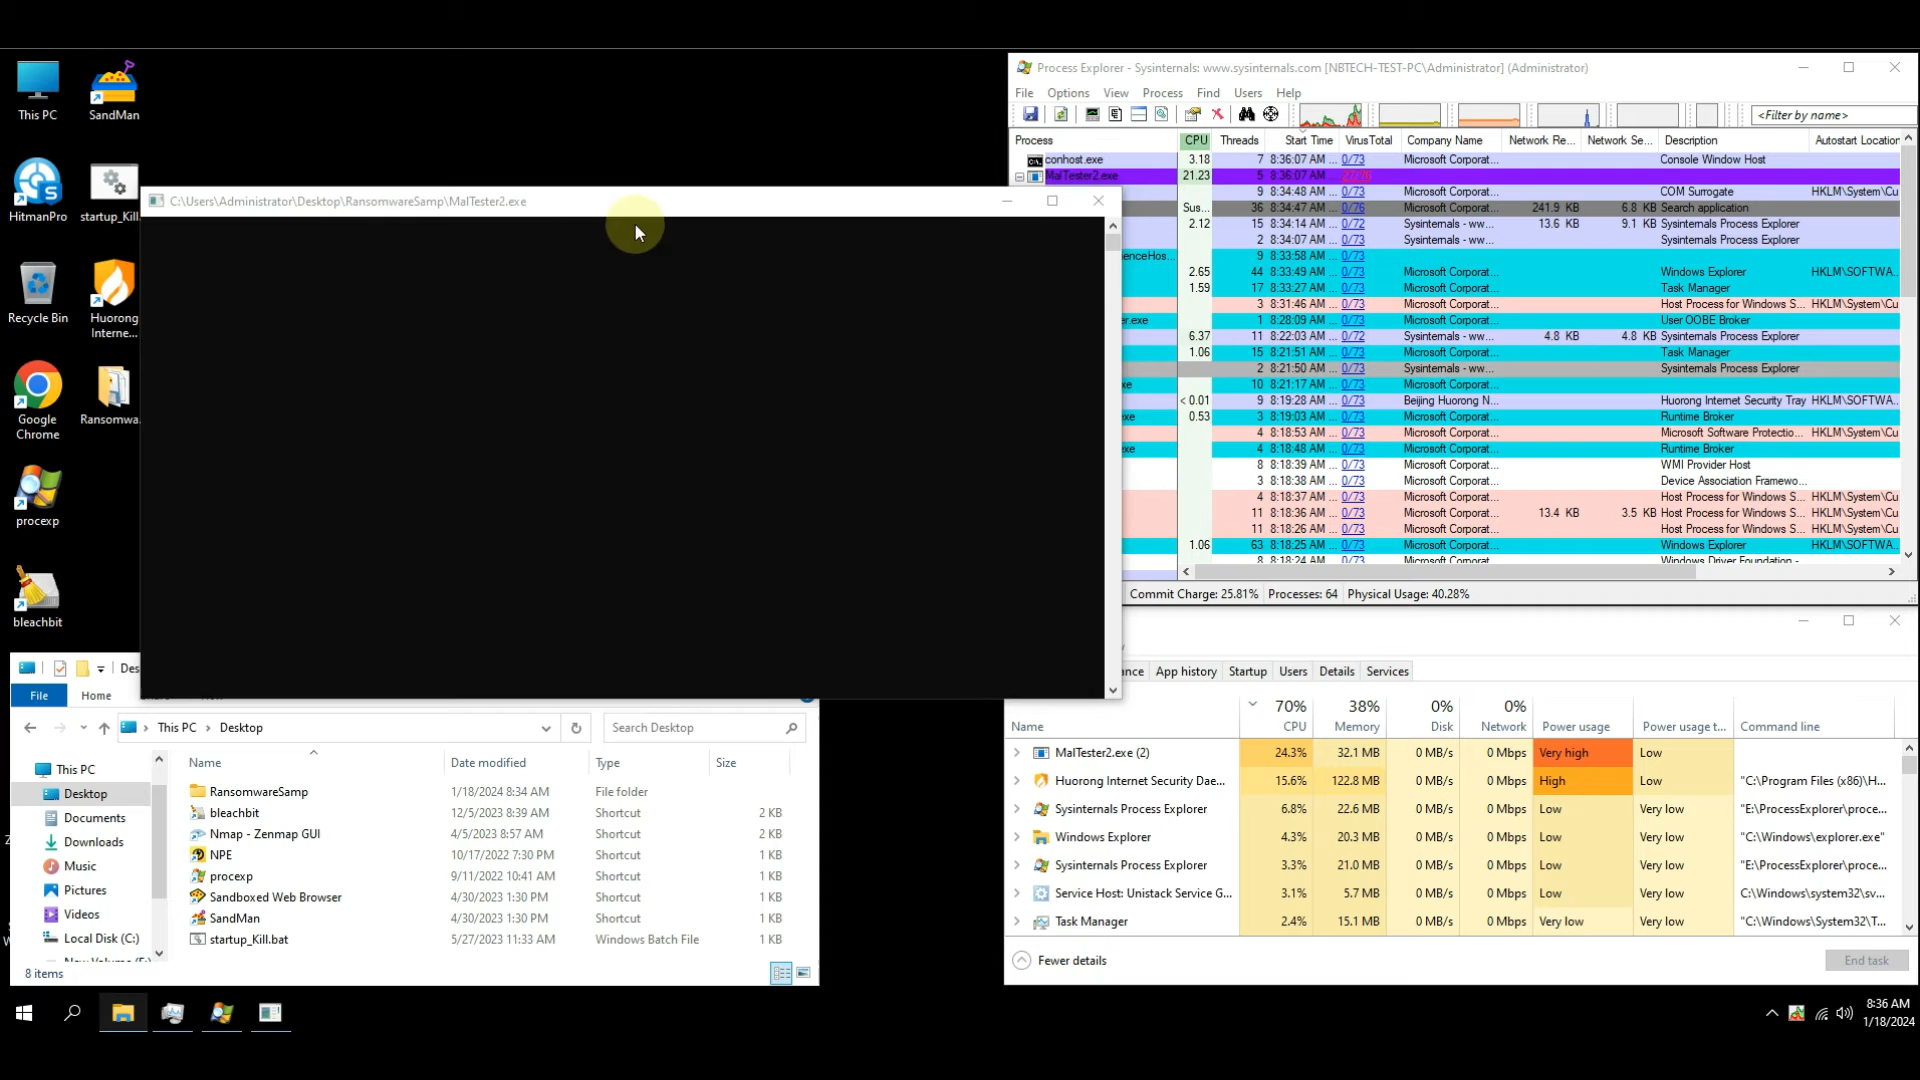 This PC
SandMan
HitmanPro
startup_Kill.
Recycle Bin
Huorong
Interne...
Google
Chrome
Ransomwa.
procexp
bleachbit
C:\Users\Administrator\Desktop\RansomwareSamp\MalTester2.exe
Process Explorer - Sysinternals: www.sysinternals.com [NBTECH-TEST-PC\Administrator] (Administrator)
File Options View Process Find Users Help
<Filter by name>
Process CPU Threads Start Time VirusTotal Company Name Network Re... Network Se... Description Autostart Location
conhost.exe 3.18 7 8:36:07 AM ... 0/73 Microsoft Corporat... Console Window Host
MalTester2.exe 21.23 5 8:36:07 AM ...
9 8:34:48 AM ... 0/73 Microsoft Corporat... COM Surrogate HKLM\System\Cu
Sus... 36 8:34:47 AM ... 0/76 Microsoft Corporat... 241.9 KB 6.8 KB Search application
2.12 15 8:34:14 AM ... 0/72 Sysinternals - ww... 13.6 KB 9.1 KB Sysinternals Process Explorer
2 8:34:07 AM ... 0/73 Sysinternals - ww... Sysinternals Process Explorer
enceHos... 9 8:33:58 AM ... 0/73
2.65 44 8:33:49 AM ... 0/73 Microsoft Corporat... Windows Explorer HKLM\SOFTWA...
1.59 17 8:33:27 AM ... 0/73 Microsoft Corporat... Task Manager
3 8:31:46 AM ... 0/73 Microsoft Corporat... Host Process for Windows S... HKLM\System\Cu
er.exe 1 8:28:09 AM ... 0/73 Microsoft Corporat... User OOBE Broker
6.37 11 8:22:03 AM ... 0/72 Sysinternals - ww... 4.8 KB 4.8 KB Sysinternals Process Explorer
1.06 15 8:21:51 AM ... 0/73 Microsoft Corporat... Task Manager
2 8:21:50 AM ... 0/73 Sysinternals - ww... Sysinternals Process Explorer
xe 10 8:21:17 AM ... 0/73 Microsoft Corporat...
< 0.01 9 8:19:28 AM ... 0/73 Beijing Huorong N... Huorong Internet Security Tray HKLM\SOFTWA...
xe 0.53 3 8:19:03 AM ... 0/73 Microsoft Corporat... Runtime Broker
4 8:18:53 AM ... 0/73 Microsoft Corporat... Microsoft Software Protectio... HKLM\System\Cu
xe 4 8:18:48 AM ... 0/73 Microsoft Corporat... Runtime Broker
8 8:18:39 AM ... 0/73 Microsoft Corporat... WMI Provider Host
3 8:18:38 AM ... 0/73 Microsoft Corporat... Device Association Framewo...
4 8:18:37 AM ... 0/73 Microsoft Corporat... Host Process for Windows S... HKLM\System\Cu
11 8:18:36 AM ... 0/73 Microsoft Corporat... 13.4 KB 3.5 KB Host Process for Windows S... HKLM\System\Cu
11 8:18:26 AM ... 0/73 Microsoft Corporat... Host Process for Windows S... HKLM\System\Cu
1.06 63 8:18:25 AM ... 0/73 Microsoft Corporat... Windows Explorer HKLM\SOFTWA...
8 8:18:24 AM ... 0/73 Microsoft Corporat... Windows Driver Foundation -
Commit Charge: 25.81% Processes: 64 Physical Usage: 40.28%
Des
File Home
This PC > Desktop
Search Desktop
This PC
Desktop
Documents
Downloads
Music
Pictures
Videos
Local Disk (C:)
Name Date modified Type Size
RansomwareSamp 1/18/2024 8:34 AM File folder
bleachbit 12/5/2023 8:39 AM Shortcut 2 KB
Nmap - Zenmap GUI 4/5/2023 8:57 AM Shortcut 2 KB
NPE 10/17/2022 7:30 PM Shortcut 1 KB
procexp 9/11/2022 10:41 AM Shortcut 1 KB
Sandboxed Web Browser 4/30/2023 1:30 PM Shortcut 1 KB
SandMan 4/30/2023 1:30 PM Shortcut 1 KB
startup_Kill.bat 5/27/2023 11:33 AM Windows Batch File 1 KB
8 items
ance App history Startup Users Details Services
70% 38% 0% 0%
Name CPU Memory Disk Network Power usage Power usage t... Command line
MalTester2.exe (2) 24.3% 32.1 MB 0 MB/s 0 Mbps Very high Low
Huorong Internet Security Dae... 15.6% 122.8 MB 0 MB/s 0 Mbps High Low "C:\Program Files (x86)\H...
Sysinternals Process Explorer 6.8% 22.6 MB 0 MB/s 0 Mbps Low Very low "E:\ProcessExplorer\proce...
Windows Explorer 4.3% 20.3 MB 0 MB/s 0 Mbps Low Very low "C:\Windows\explorer.exe"
Sysinternals Process Explorer 3.3% 21.0 MB 0 MB/s 0 Mbps Low Very low "E:\ProcessExplorer\proce...
Service Host: Unistack Service G... 3.1% 5.7 MB 0 MB/s 0 Mbps Low Very low C:\Windows\system32\sv...
Task Manager 2.4% 15.1 MB 0 MB/s 0 Mbps Very low Very low "C:\Windows\System32\T...
Fewer details
End task
8:36 AM
1/18/2024